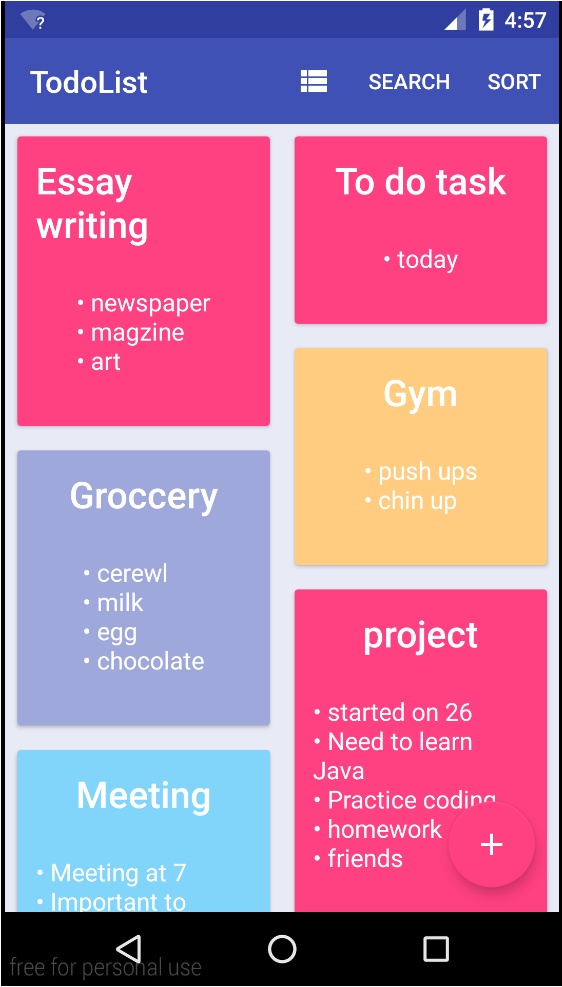 4:57
TodoList
SEARCH
SORT
Essay
writing
• newspaper
• magzine
• art
To do task
• today
Gym
• push ups
• chin up
Groccery
• cerewl
• milk
• egg
• chocolate
project
• started on 26
• Need to learn
Java
• Practice coding
• homework
• friends
Meeting
• Meeting at 7
• Important to
free for personal use